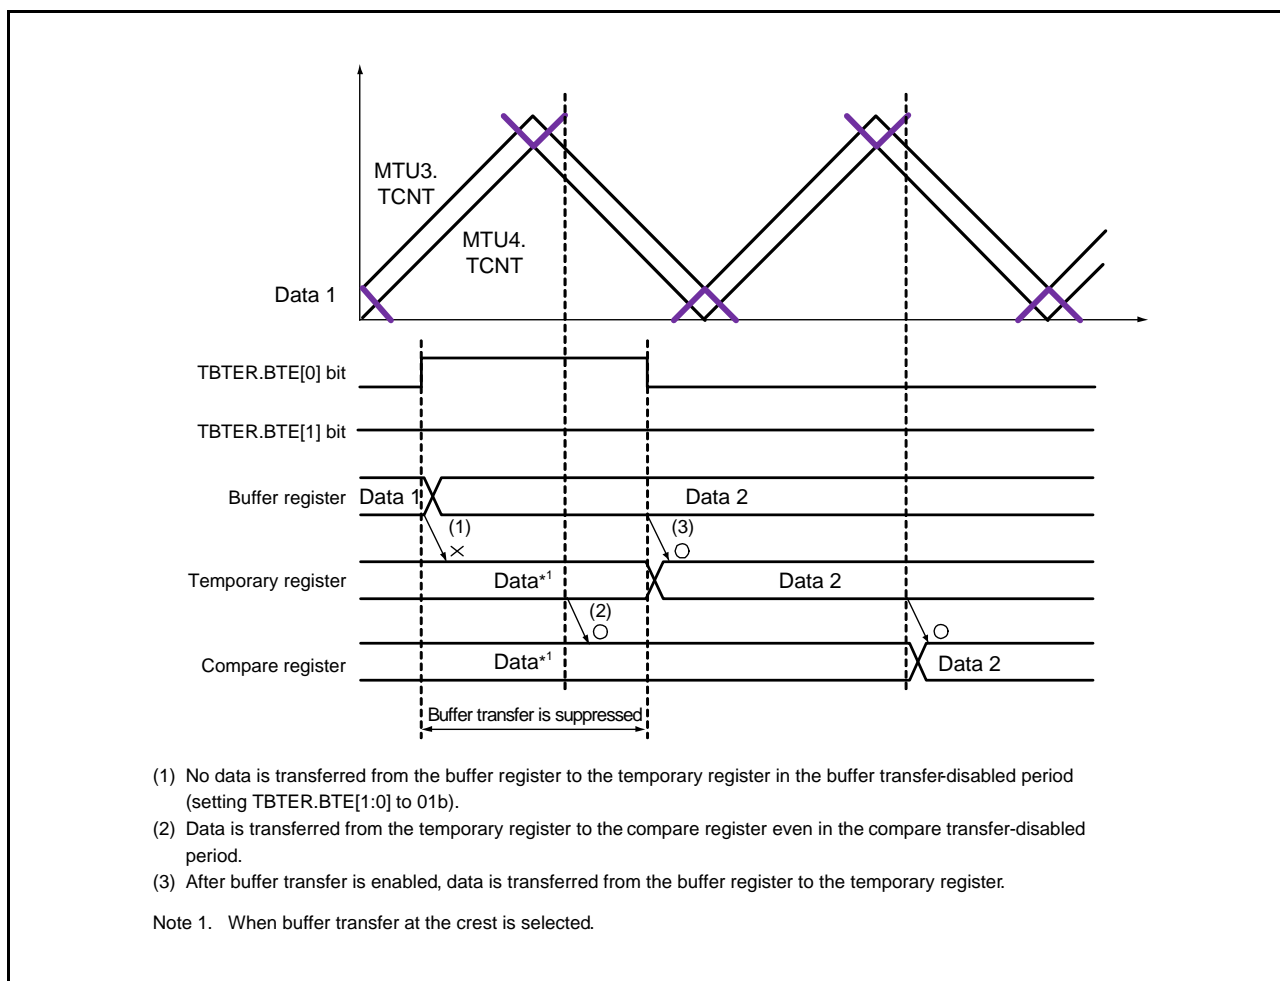 MTU3.
TCNT
MTU4.
TCNT
Data 1
TBTER.BTE[0] bit
TBTER.BTE[1] bit
Buffer register
Data 1
Data 2
(1)
(3)
Temporary register
Data*1
Data 2
(2)
Compare register
Data*1
Data 2
Buffer transfer is suppressed
(1) No data is transferred from the buffer register to the temporary register in the buffer transfer-disabled period
(setting TBTER.BTE[1:0] to 01b).
(2) Data is transferred from the temporary register to the compare register even in the compare transfer-disabled
period.
(3) After buffer transfer is enabled, data is transferred from the buffer register to the temporary register.
Note 1. When buffer transfer at the crest is selected.